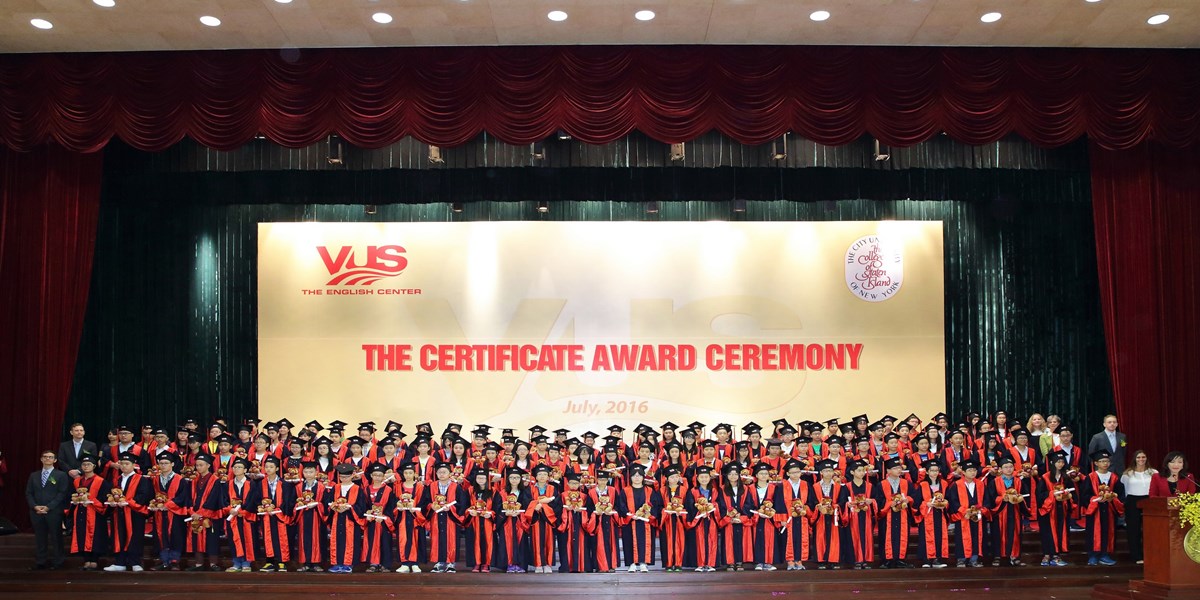 VUS
THE ENGLISH CENTER
THE CITY UNIVERSITY
The
College
of
Staten
Island
OF NEW YORK
THE CERTIFICATE AWARD CEREMONY
July, 2016
VUS